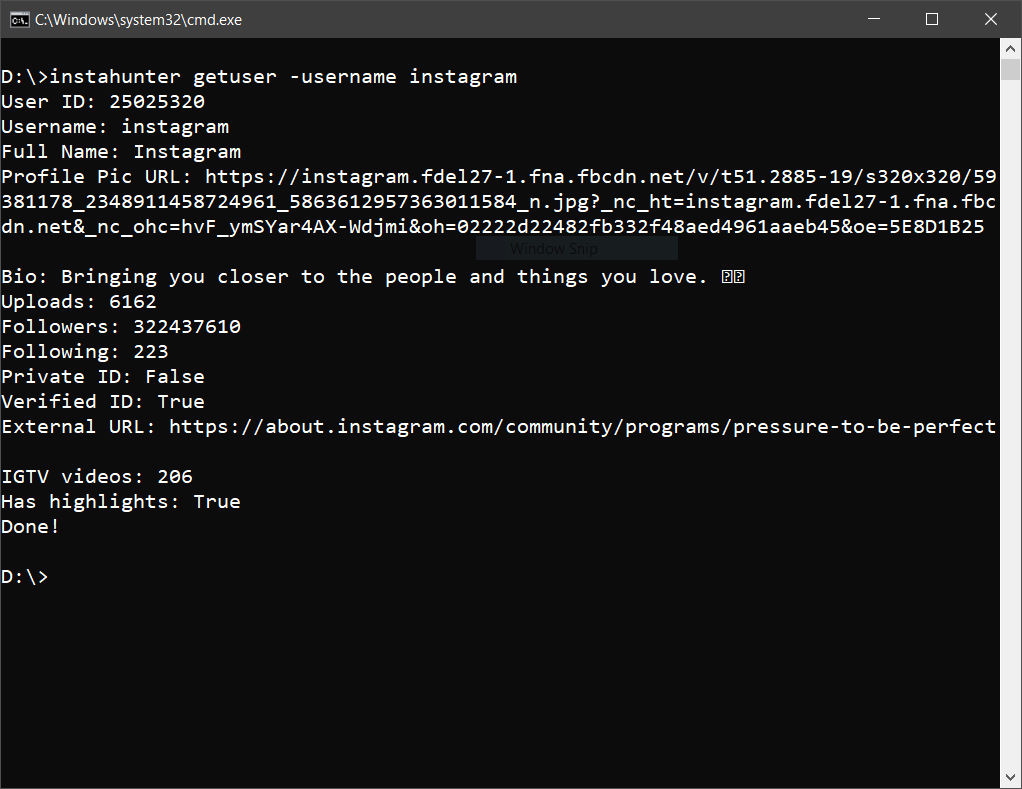 C:\Windows\system32\cmd.exe
D:\>instahunter getuser -username instagram
User ID: 25025320
Username: instagram
Full Name: Instagram
Profile Pic URL: https://instagram.fdel27-1.fna.fbcdn.net/v/t51.2885-19/s320x320/59
381178_2348911458724961_5863612957363011584_n.jpg?_nc_ht=instagram.fdel27-1.fna.fbc
dn.net&_nc_ohc=hvF_ymSYar4AX-Wdjmi&oh=02222d22482fb332f48aed4961aaeb45&oe=5E8D1B25
Window Snip
Bio: Bringing you closer to the people and things you love. 
Uploads: 6162
Followers: 322437610
Following: 223
Private ID: False
Verified ID: True
External URL: https://about.instagram.com/community/programs/pressure-to-be-perfect
IGTV videos: 206
Has highlights: True
Done!
D:\>